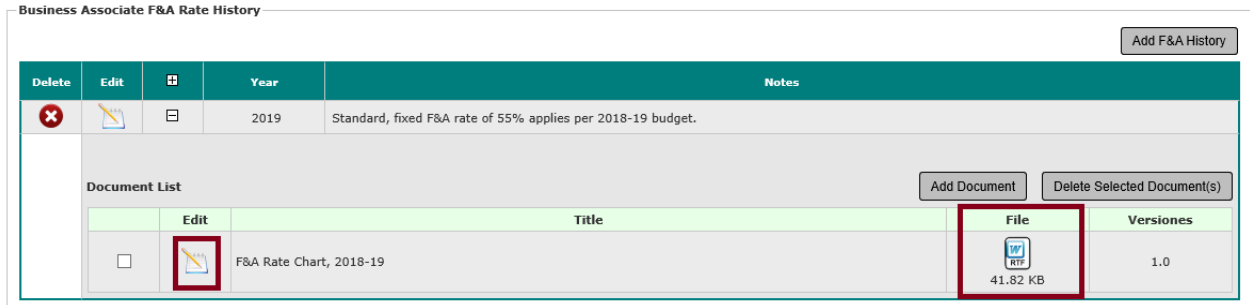 Business Associate F&A Rate History
Add F&A History
Delete Edit Year Notes
2019 Standard, fixed F&A rate of 55% applies per 2018-19 budget.
Document List Add Document Delete Selected Document(s)
Edit Title File Versiones
F&A Rate Chart, 2018-19 W RTF 1.0
41.82 KB